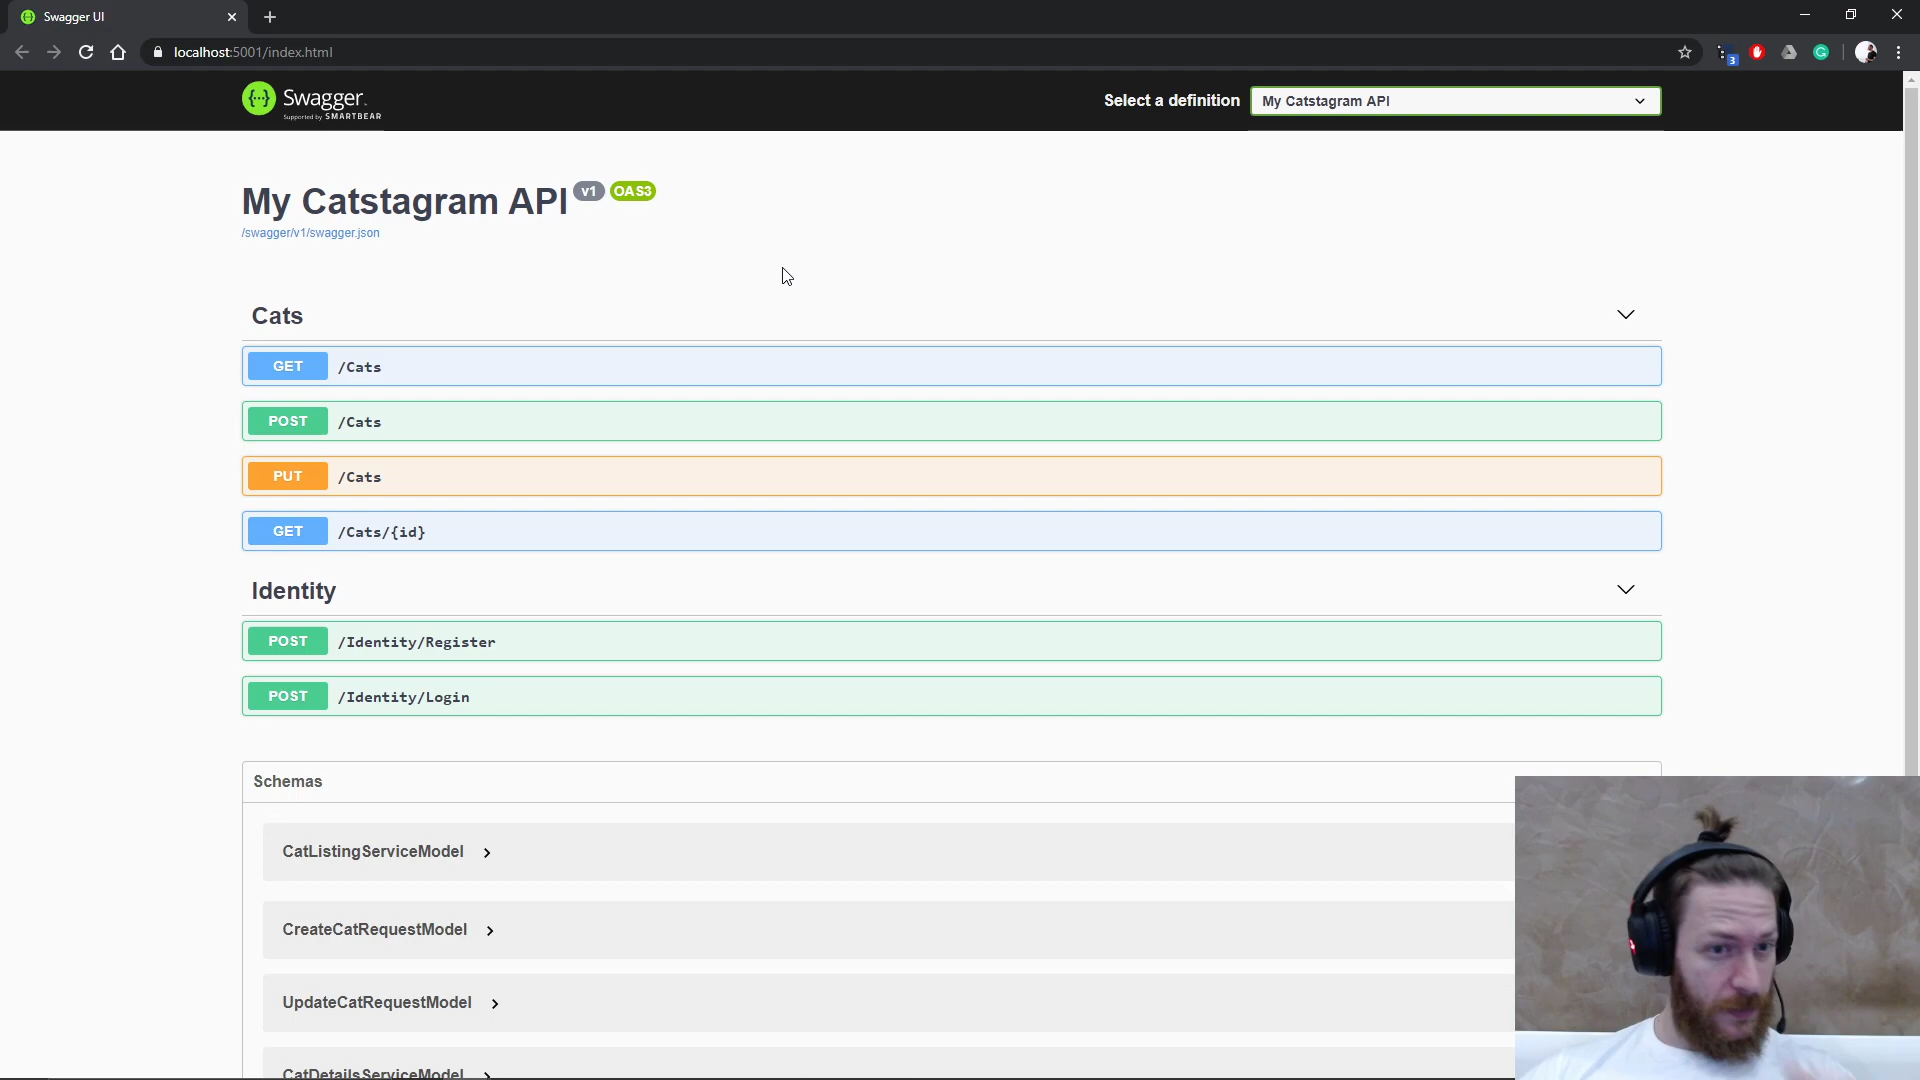 Swagger UI
localhost:5001/index.html
3
Swagger.
Supported by SMARTBEAR
Select a definition
My Catstagram API
My Catstagram API v1 OAS3
/swagger/v1/swagger.json
Cats
GET /Cats
POST /Cats
PUT /Cats
GET /Cats/{id}
Identity
POST /Identity/Register
POST /Identity/Login
Schemas
CatListingServiceModel
CreateCatRequestModel
UpdateCatRequestModel
CatDetailsServiceModel